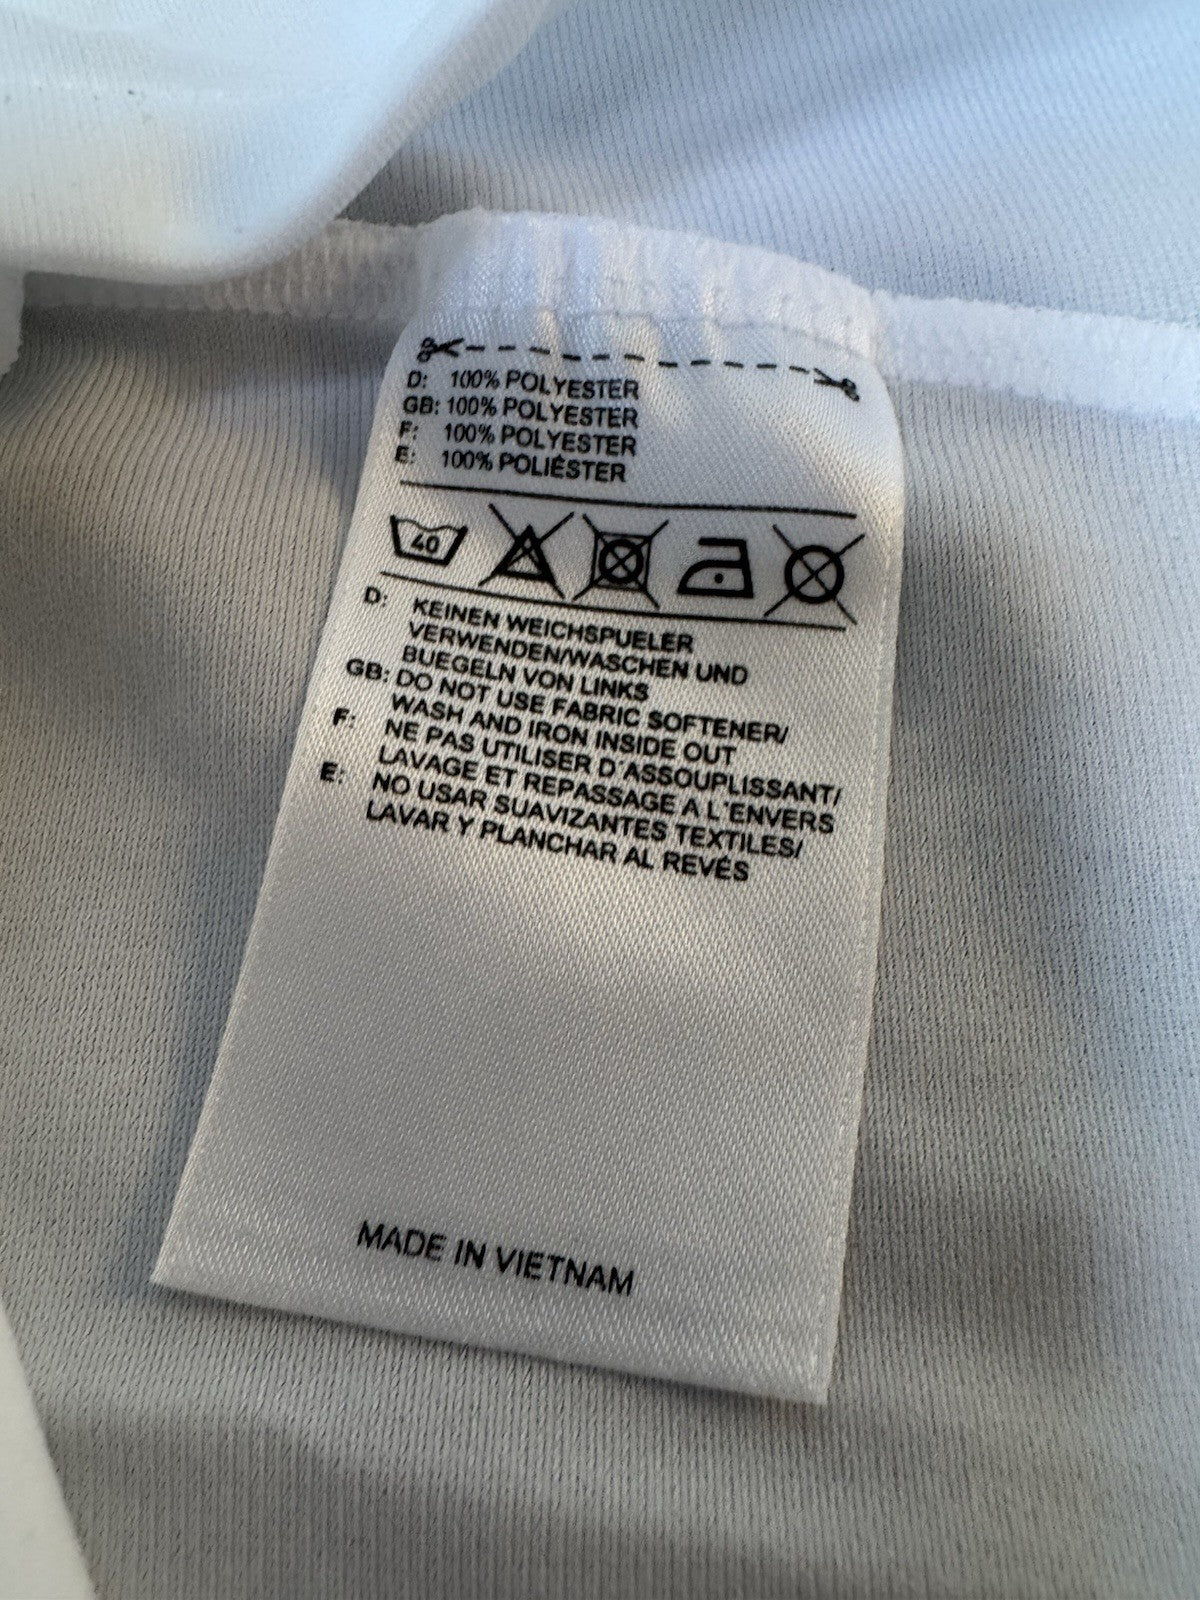 D: 100% POLYESTER
GB: 100% POLYESTER
F: 100% POLYESTER
E: 100% POLIÉSTER
40
D: KEINEN WEICHSPUELER
VERWENDEN/WASCHEN UND
BUEGELN VON LINKS
GB: DO NOT USE FABRIC SOFTENER/
WASH AND IRON INSIDE OUT
F: NE PAS UTILISER D'ASSOUPLISSANT/
LAVAGE ET REPASSAGE A L'ENVERS
E: NO USAR SUAVIZANTES TEXTILES/
LAVAR Y PLANCHAR AL REVÉS
MADE IN VIETNAM